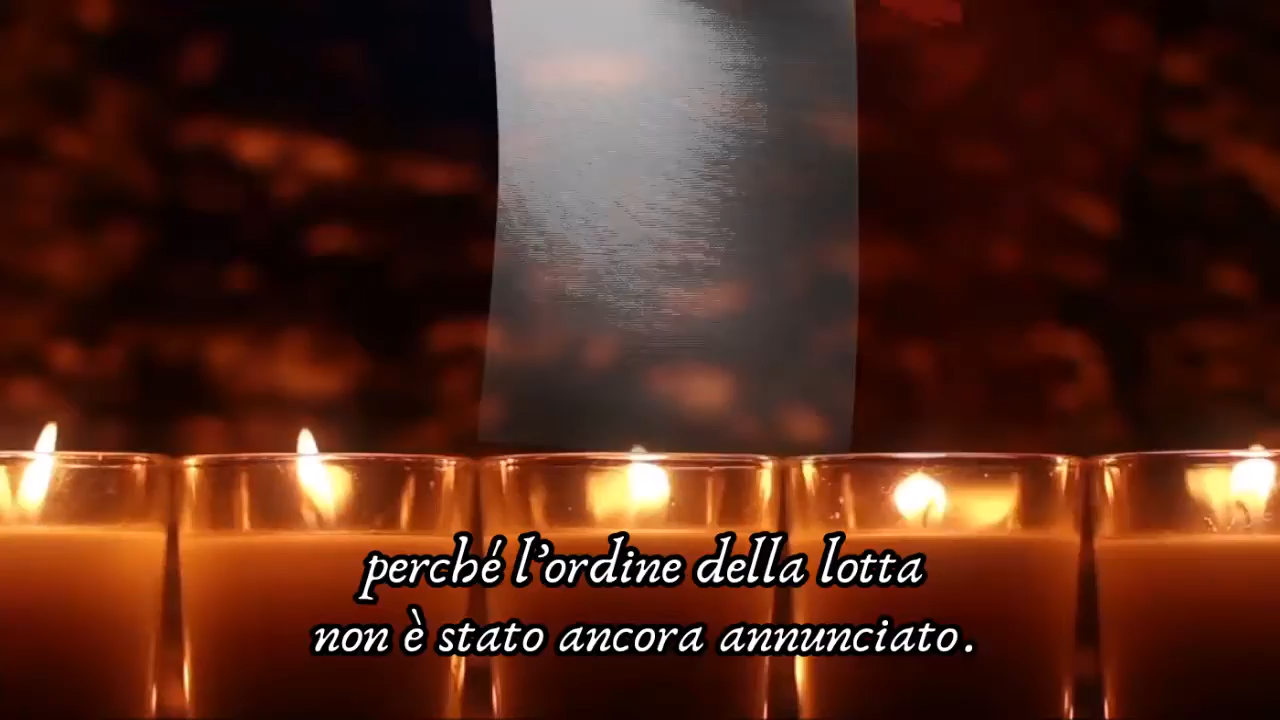 perché l'ordine della lotta
non è stato ancora annunciato.